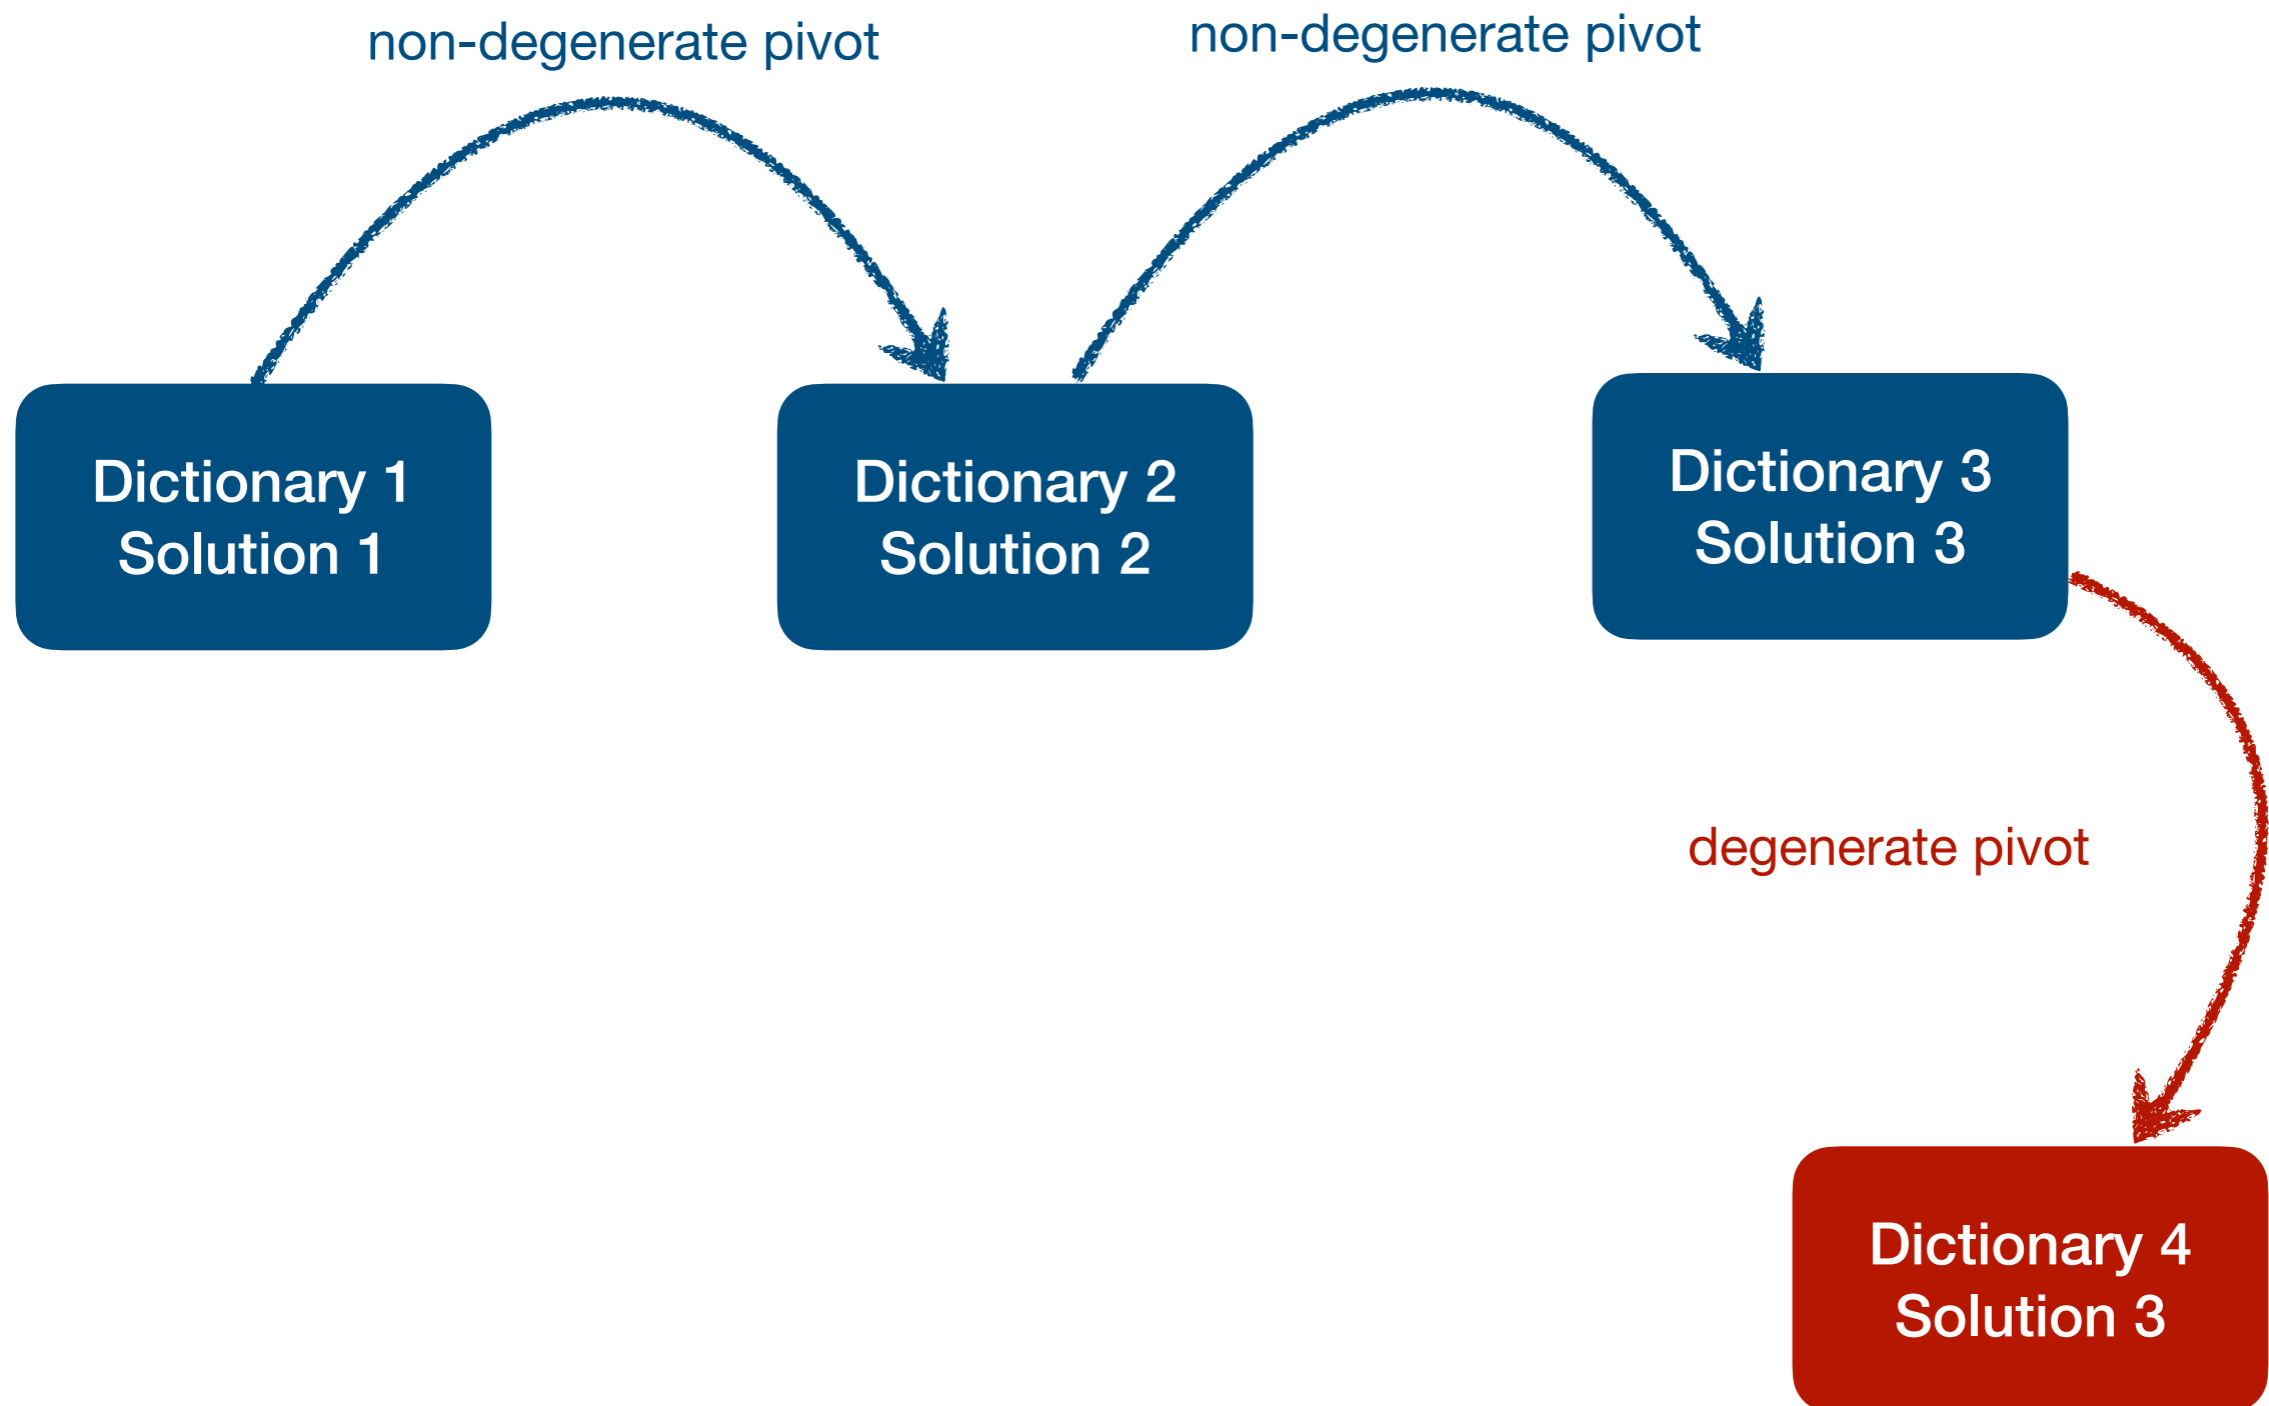 non-degenerate pivot
non-degenerate pivot
Dictionary 1
Solution 1
Dictionary 2
Solution 2
Dictionary 3
Solution 3
degenerate pivot
Dictionary 4
Solution 3